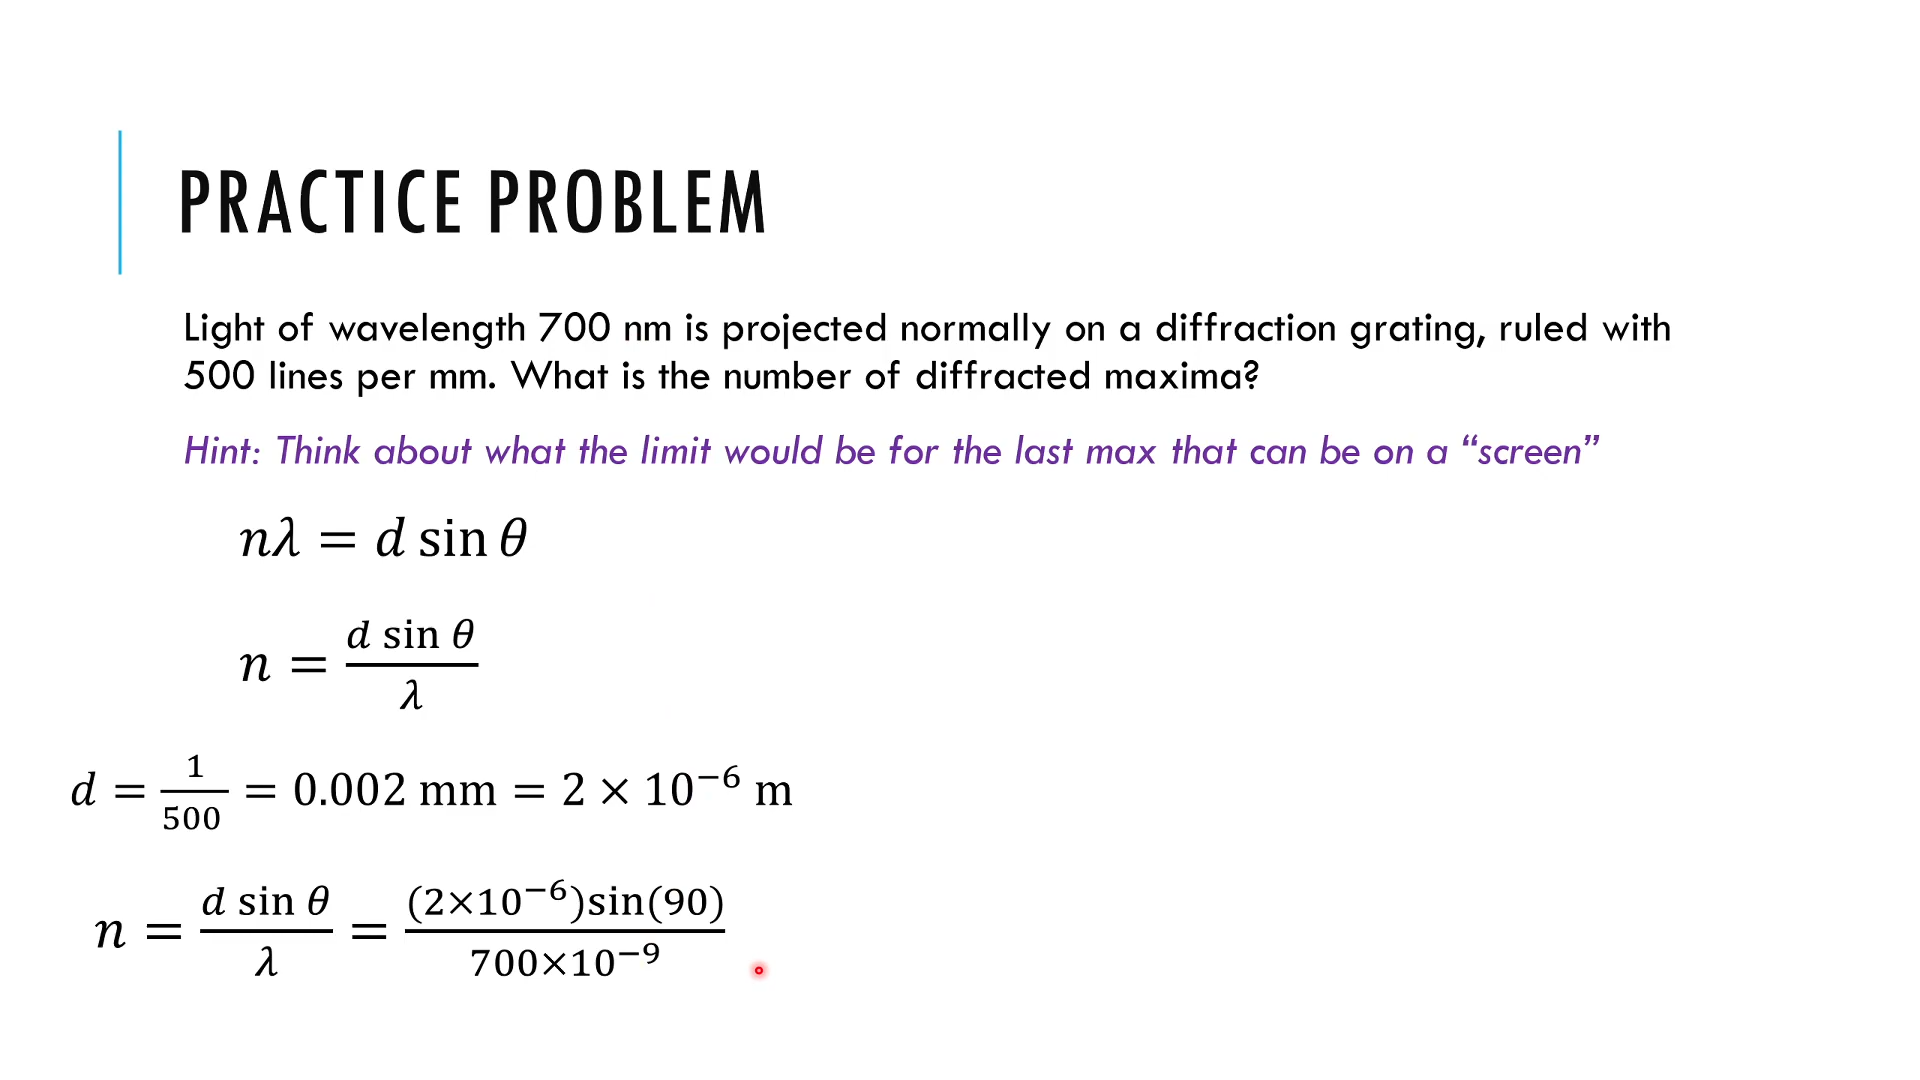 PRACTICE PROBLEM
Light of wavelength 700 nm is projected normally on a diffraction grating, ruled with
500 lines per mm. What is the number of diffracted maxima?
Hint: Think about what the limit would be for the last max that can be on a “screen”
nλ = d sin θ
n = d sin θ / λ
d = 1/500 = 0.002 mm = 2 × 10⁻⁶ m
n = d sin θ / λ = (2×10⁻⁶)sin(90) / 700×10⁻⁹